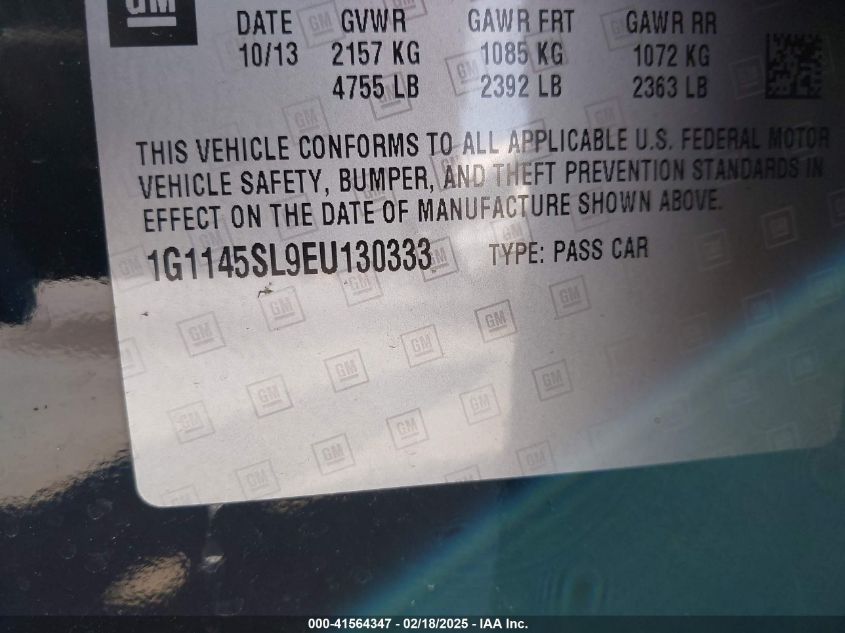 GM
DATE GVWR GAWR FRT GAWR RR
10/13 2157 KG 1085 KG 1072 KG
4755 LB 2392 LB 2363 LB
THIS VEHICLE CONFORMS TO ALL APPLICABLE U.S. FEDERAL MOTOR
VEHICLE SAFETY, BUMPER, AND THEFT PREVENTION STANDARDS IN
EFFECT ON THE DATE OF MANUFACTURE SHOWN ABOVE.
1G1145SL9EU130333 TYPE: PASS CAR
000-41564347 - 02/18/2025 - IAA Inc.